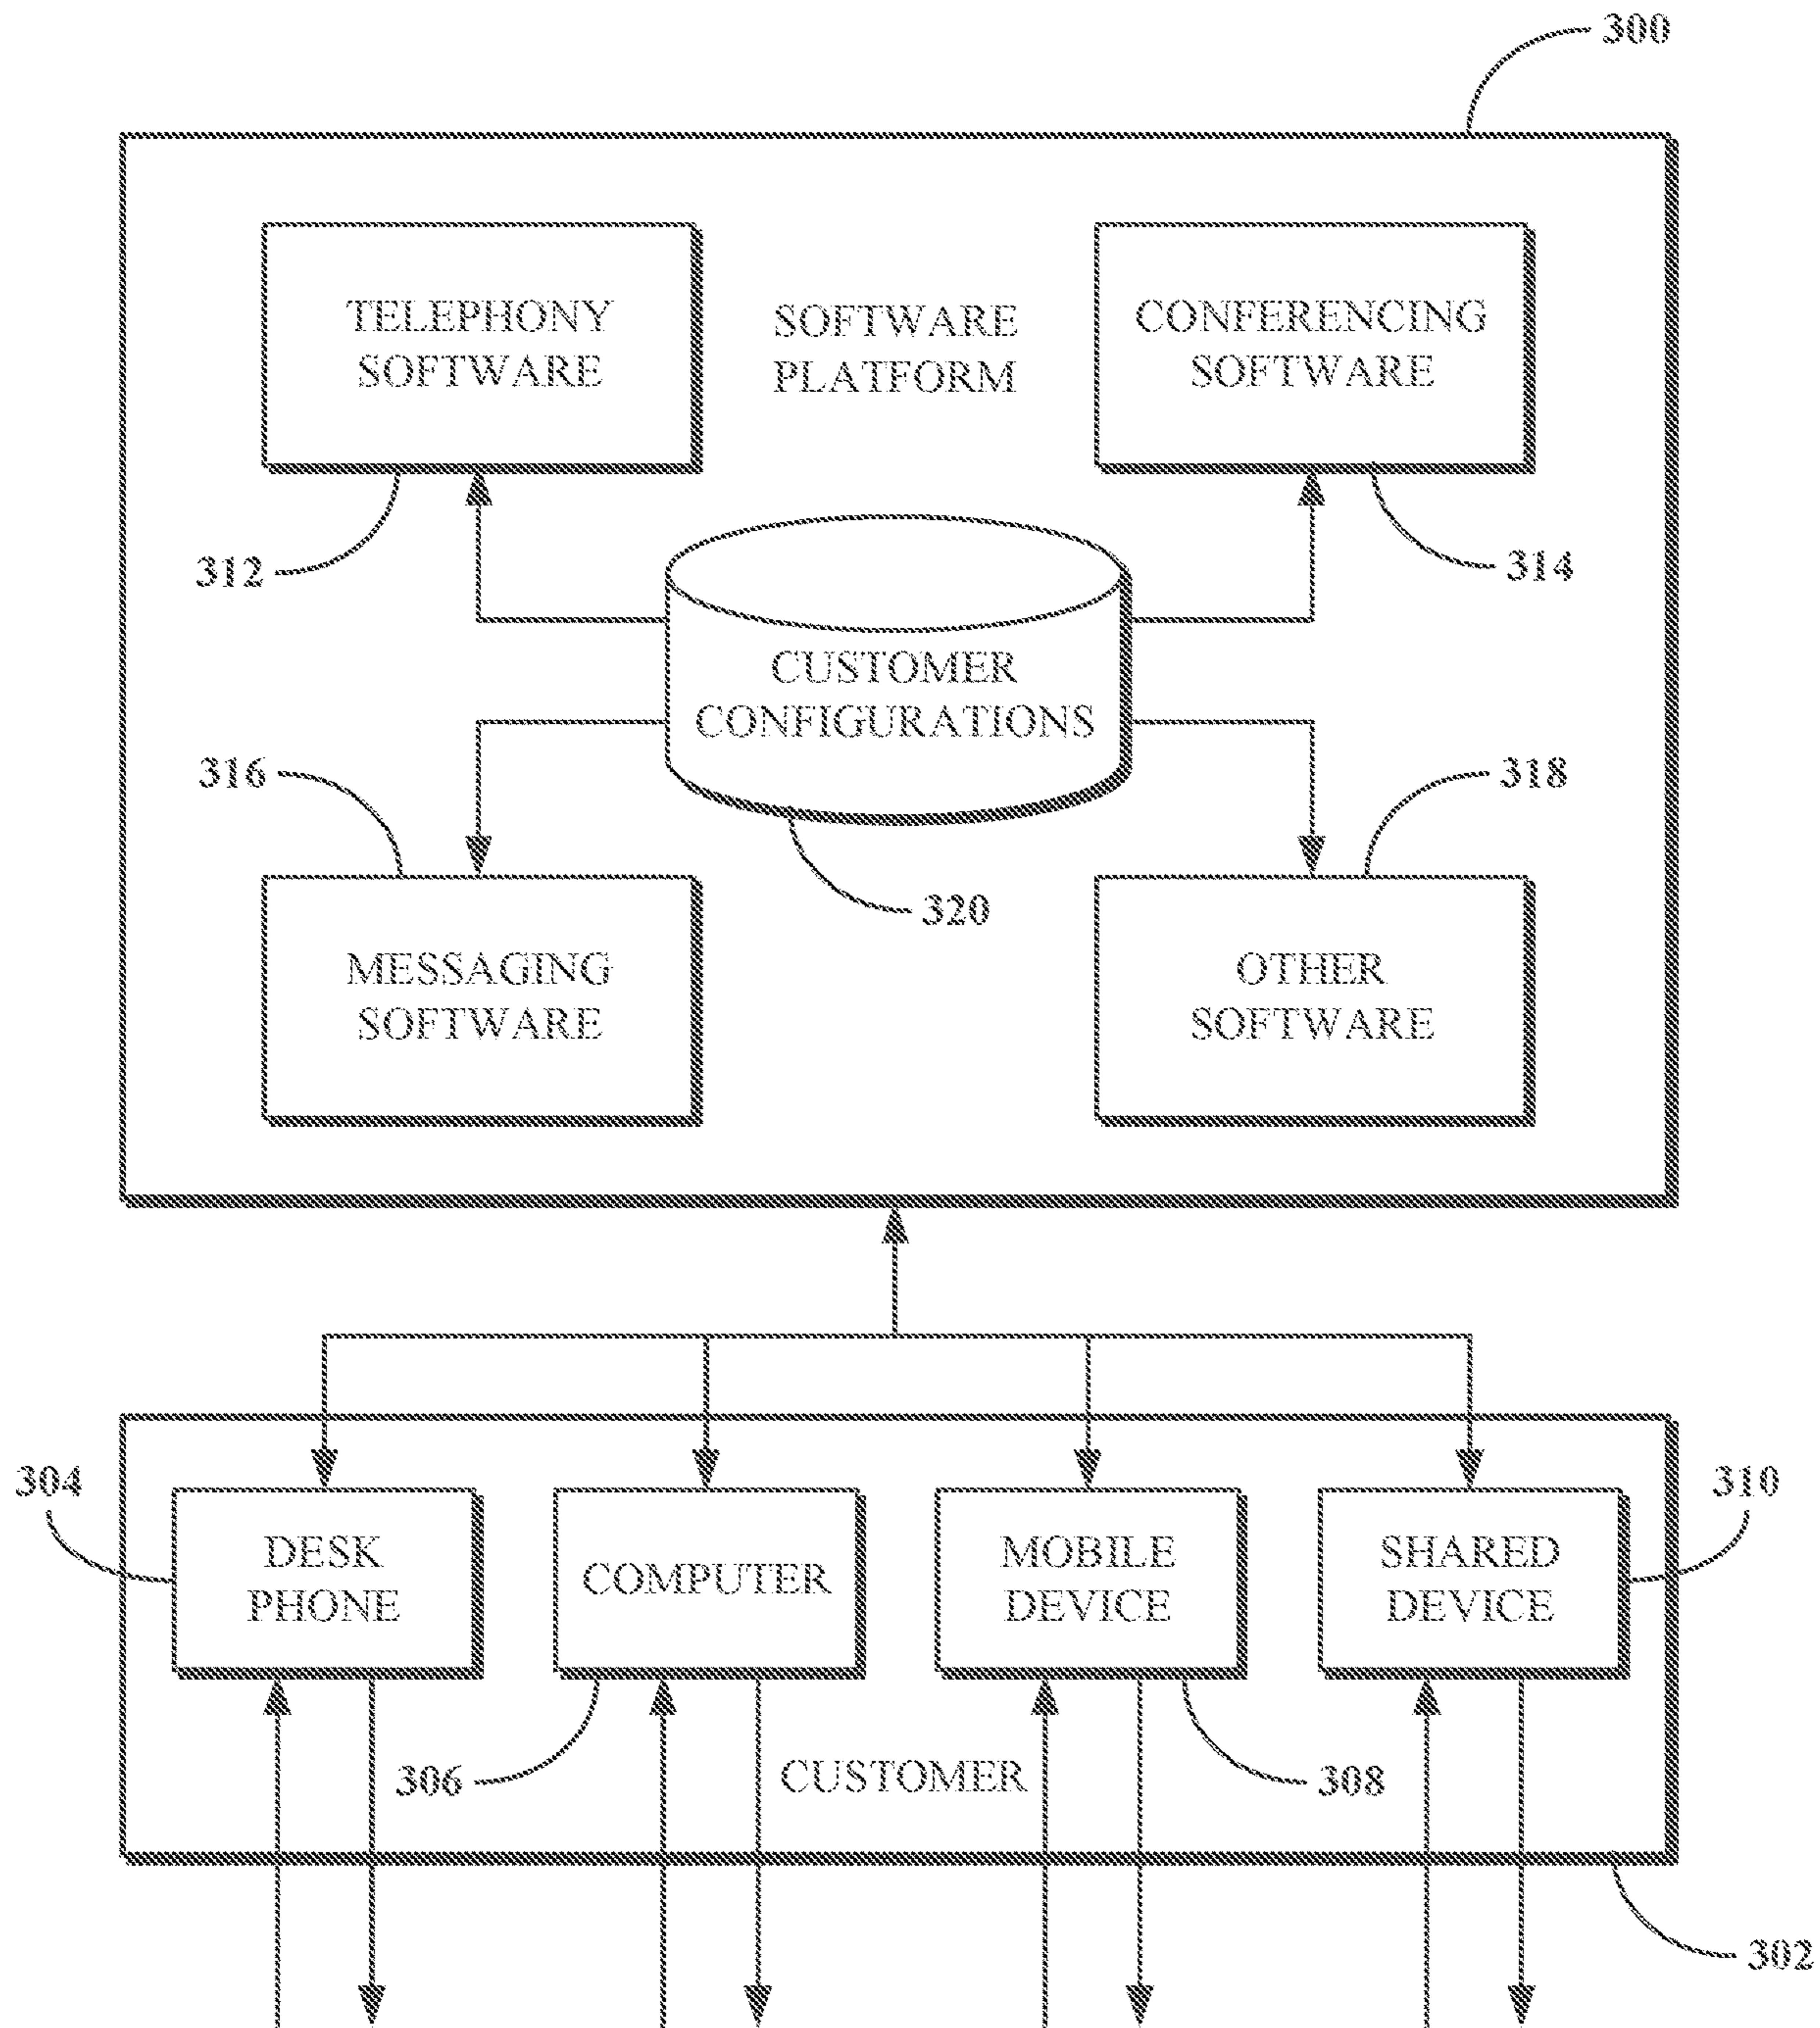 300
TELEPHONY
SOFTWARE
SOFTWARE
PLATFORM
CONFERENCING
SOFTWARE
312
314
CUSTOMER
CONFIGURATIONS
316
318
320
MESSAGING
SOFTWARE
OTHER
SOFTWARE
304
310
DESK
PHONE
COMPUTER
MOBILE
DEVICE
SHARED
DEVICE
306
CUSTOMER
308
302